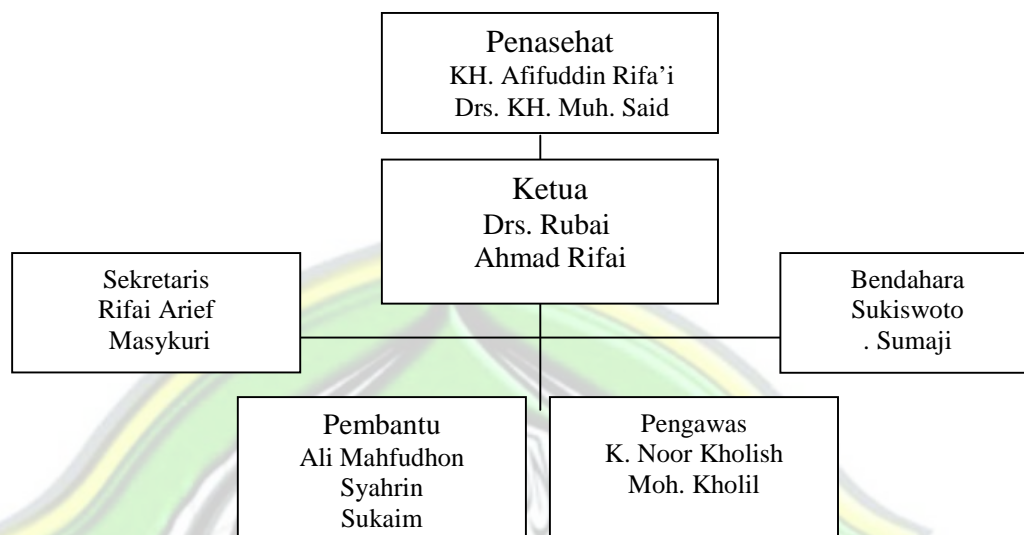 Penasehat
KH. Afifuddin Rifa’i
Drs. KH. Muh. Said
Ketua
Drs. Rubai
Ahmad Rifai
Sekretaris
Rifai Arief
Masykuri
Bendahara
Sukiswoto
. Sumaji
Pembantu
Ali Mahfudhon
Syahrin
Sukaim
Pengawas
K. Noor Kholish
Moh. Kholil